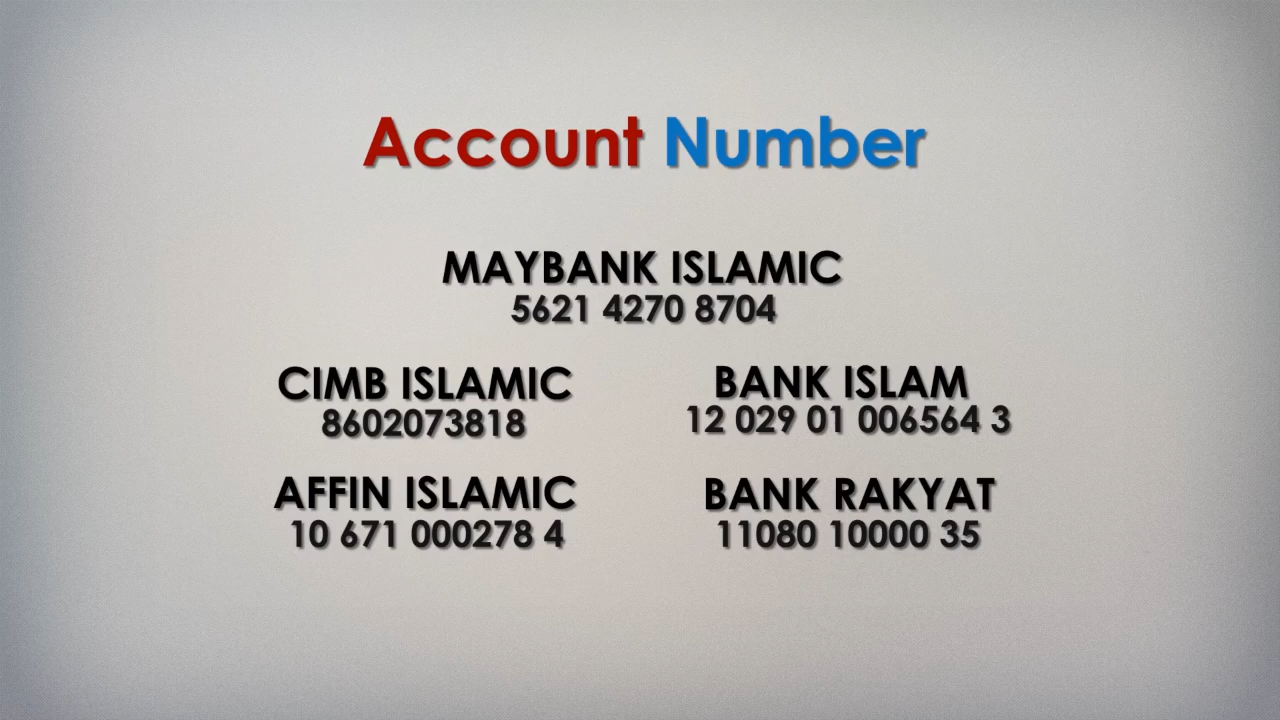 Account Number
MAYBANK ISLAMIC
5621 4270 8704
CIMB ISLAMIC
8602073818
BANK ISLAM
12 029 01 006564 3
AFFIN ISLAMIC
10 671 000278 4
BANK RAKYAT
11080 10000 35